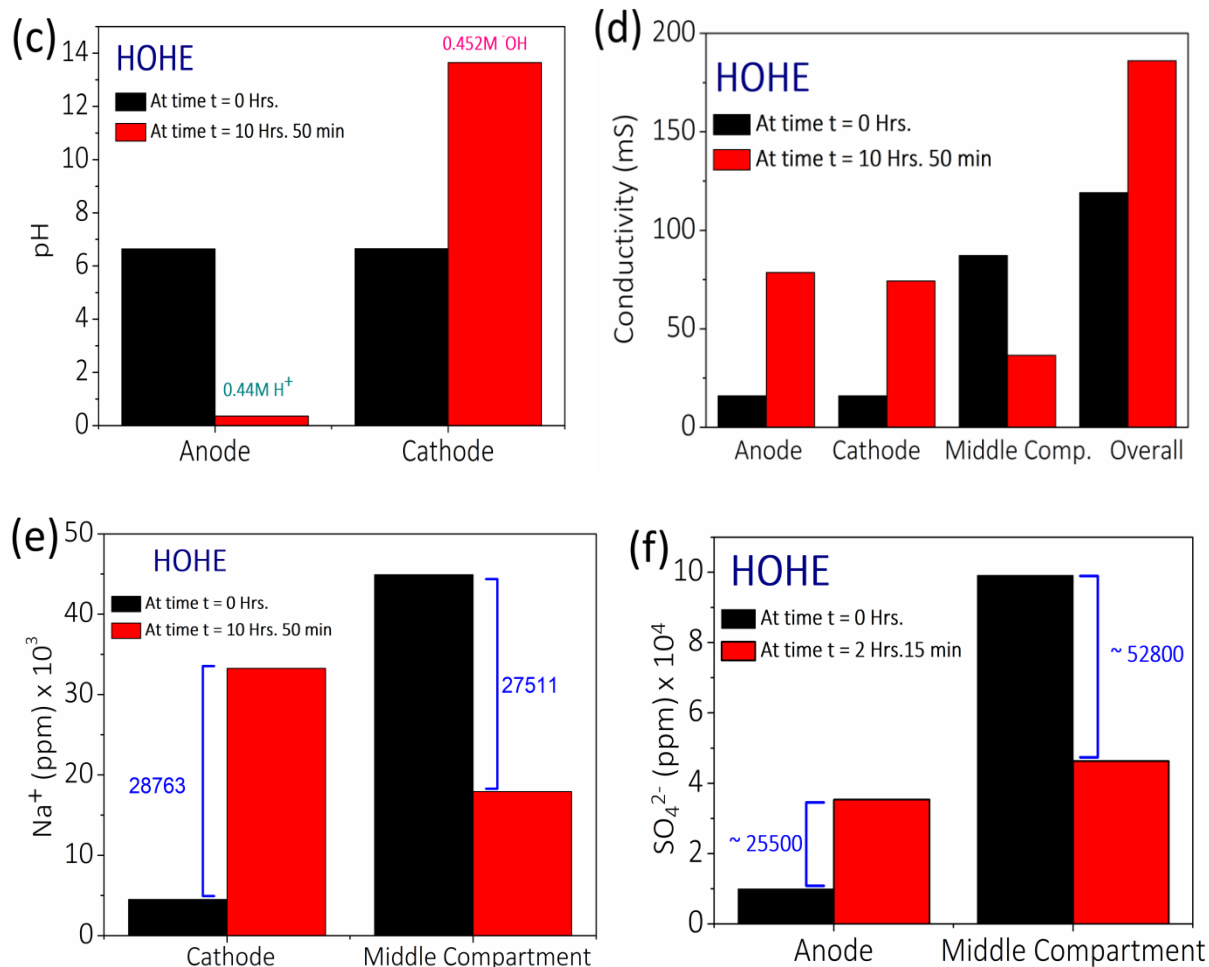 (c)
HOHE
At time t = 0 Hrs.
At time t = 10 Hrs. 50 min
0.452M ⁻OH
0.44M H⁺
pH
14
12
10
8
6
4
2
0
Anode Cathode
(d)
HOHE
At time t = 0 Hrs.
At time t = 10 Hrs. 50 min
Conductivity (mS)
200
150
100
50
0
Anode Cathode Middle Comp. Overall
(e)
HOHE
At time t = 0 Hrs.
At time t = 10 Hrs. 50 min
28763
27511
Na⁺ (ppm) x 10³
50
40
30
20
10
0
Cathode Middle Compartment
(f)
HOHE
At time t = 0 Hrs.
At time t = 2 Hrs.15 min
~ 52800
~ 25500
SO₄²⁻ (ppm) x 10⁴
10
8
6
4
2
0
Anode Middle Compartment